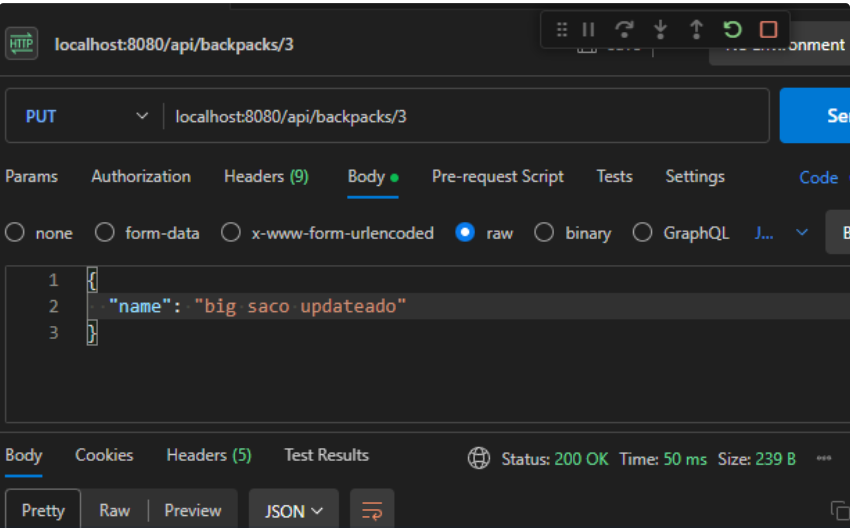 HTTP localhost:8080/api/backpacks/3
onment
PUT localhost:8080/api/backpacks/3
Se
Params Authorization Headers (9) Body Pre-request Script Tests Settings Code
none form-data x-www-form-urlencoded raw binary GraphQL J... B
1 {
2 "name": "big saco updateado"
3 }
Body Cookies Headers (5) Test Results Status: 200 OK Time: 50 ms Size: 239 B
Pretty Raw Preview JSON